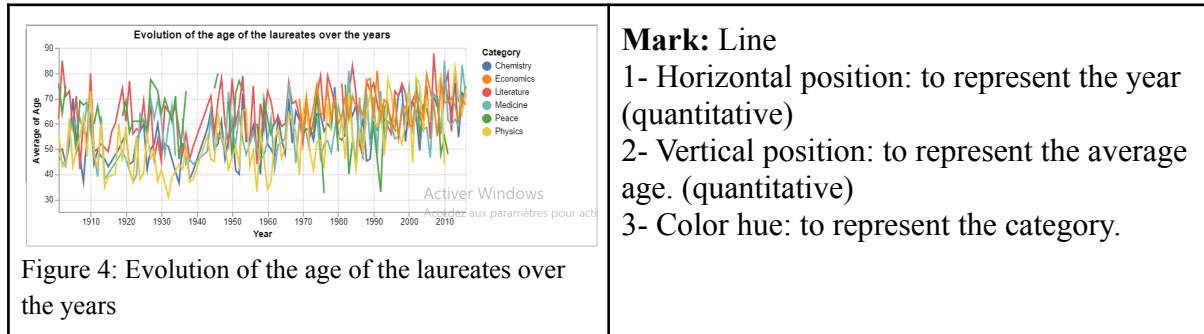 Evolution of the age of the laureates over the years
90
80
70
60
50
40
30
Average of Age
1910
1920
1930
1940
1950
1960
1970
1980
1990
2000
2010
Year
Category
Chemistry
Economics
Literature
Medicine
Peace
Physics
Activer Windows
Accédez aux paramètres pour acti
Figure 4: Evolution of the age of the laureates over
the years
Mark: Line
1- Horizontal position: to represent the year
(quantitative)
2- Vertical position: to represent the average
age. (quantitative)
3- Color hue: to represent the category.